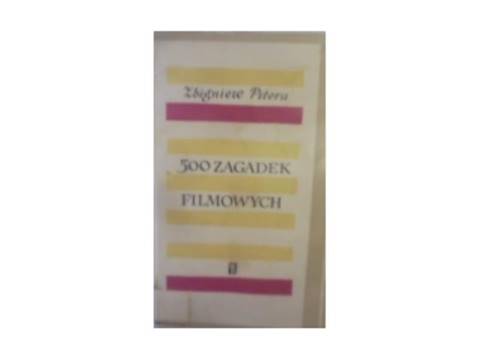 Zbigniew Pitera
500 ZAGADEK
FILMOWYCH